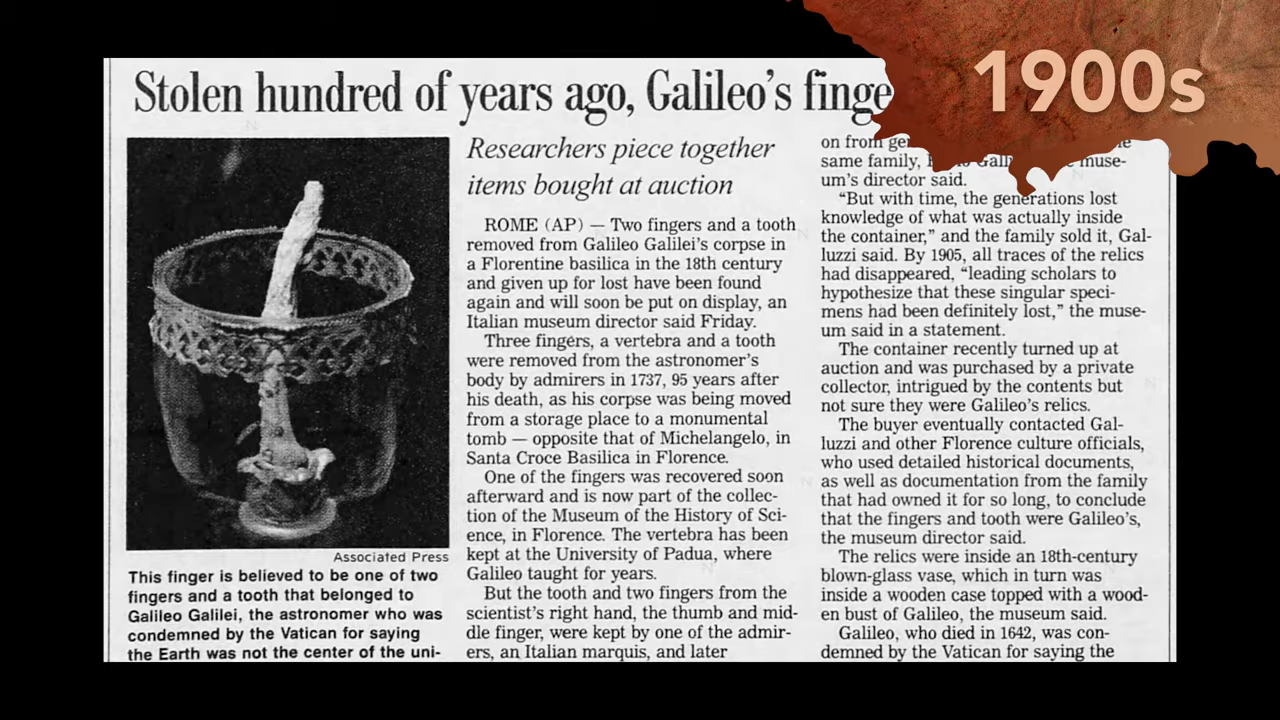 1900s
Stolen hundred of years ago, Galileo's finge
Researchers piece together
items bought at auction
ROME (AP) — Two fingers and a tooth
removed from Galileo Galilei's corpse in
a Florentine basilica in the 18th century
and given up for lost have been found
again and will soon be put on display, an
Italian museum director said Friday.
Three fingers, a vertebra and a tooth
were removed from the astronomer's
body by admirers in 1737, 95 years after
his death, as his corpse was being moved
from a storage place to a monumental
tomb — opposite that of Michelangelo, in
Santa Croce Basilica in Florence.
One of the fingers was recovered soon
afterward and is now part of the collec-
tion of the Museum of the History of Sci-
ence, in Florence. The vertebra has been
kept at the University of Padua, where
Galileo taught for years.
But the tooth and two fingers from the
scientist's right hand, the thumb and mid-
dle finger, were kept by one of the admir-
ers, an Italian marquis, and later
on from
same family, muse-
um's director said.
"But with time, the generations lost
knowledge of what was actually inside
the container," and the family sold it, Gal-
luzzi said. By 1905, all traces of the relics
had disappeared, "leading scholars to
hypothesize that these singular speci-
mens had been definitely lost," the muse-
um said in a statement.
The container recently turned up at
auction and was purchased by a private
collector, intrigued by the contents but
not sure they were Galileo's relics.
The buyer eventually contacted Gal-
luzzi and other Florence culture officials,
who used detailed historical documents,
as well as documentation from the family
that had owned it for so long, to conclude
that the fingers and tooth were Galileo's,
the museum director said.
The relics were inside an 18th-century
blown-glass vase, which in turn was
inside a wooden case topped with a wood-
en bust of Galileo, the museum said.
Galileo, who died in 1642, was con-
demned by the Vatican for saying the
Associated Press
This finger is believed to be one of two
fingers and a tooth that belonged to
Galileo Galilei, the astronomer who was
condemned by the Vatican for saying
the Earth was not the center of the uni-